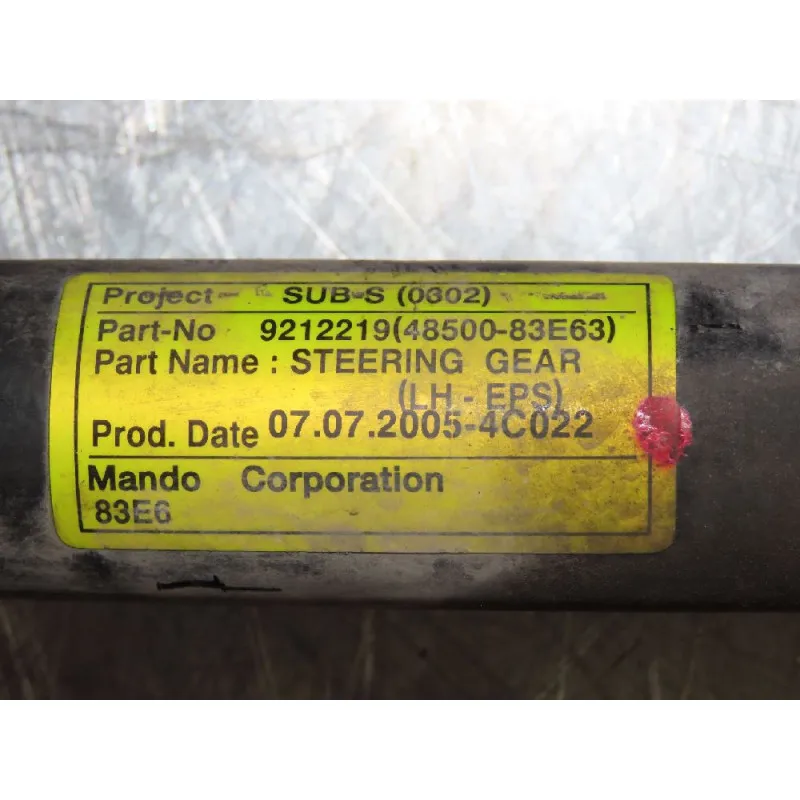 Project SUB-S (0302)
Part-No 9212219(48500-83E63)
Part Name : STEERING GEAR
(LH - EPS)
Prod. Date 07.07.2005-4C022
Mando Corporation
83E6